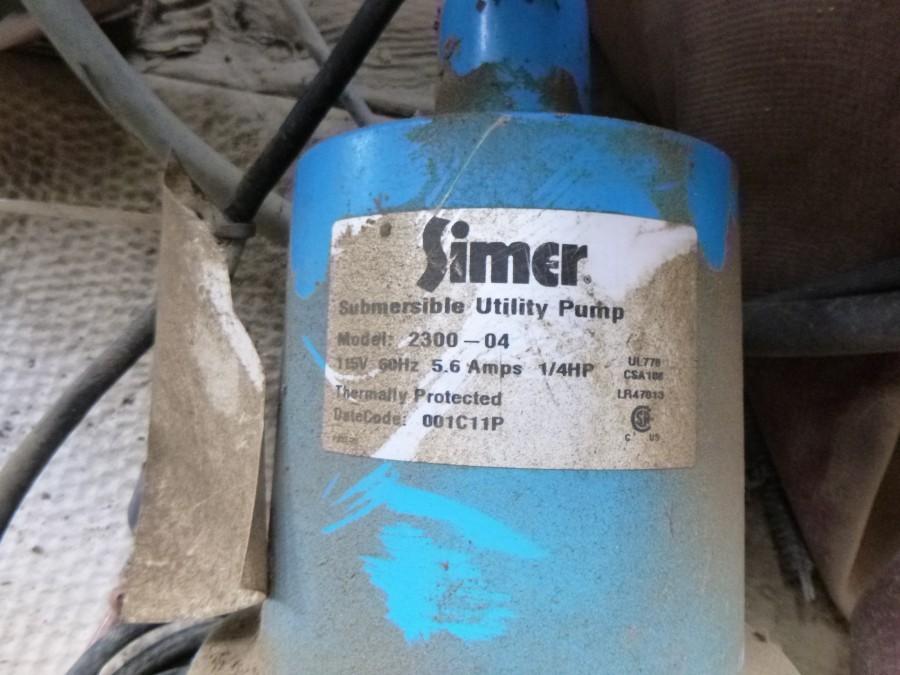 Simer
Submersible Utility Pump
Model: 2300-04
115V 60Hz 5.6 Amps 1/4HP
UL778
CSA108
Thermally Protected
LR47013
DateCode: 001C11P
C US